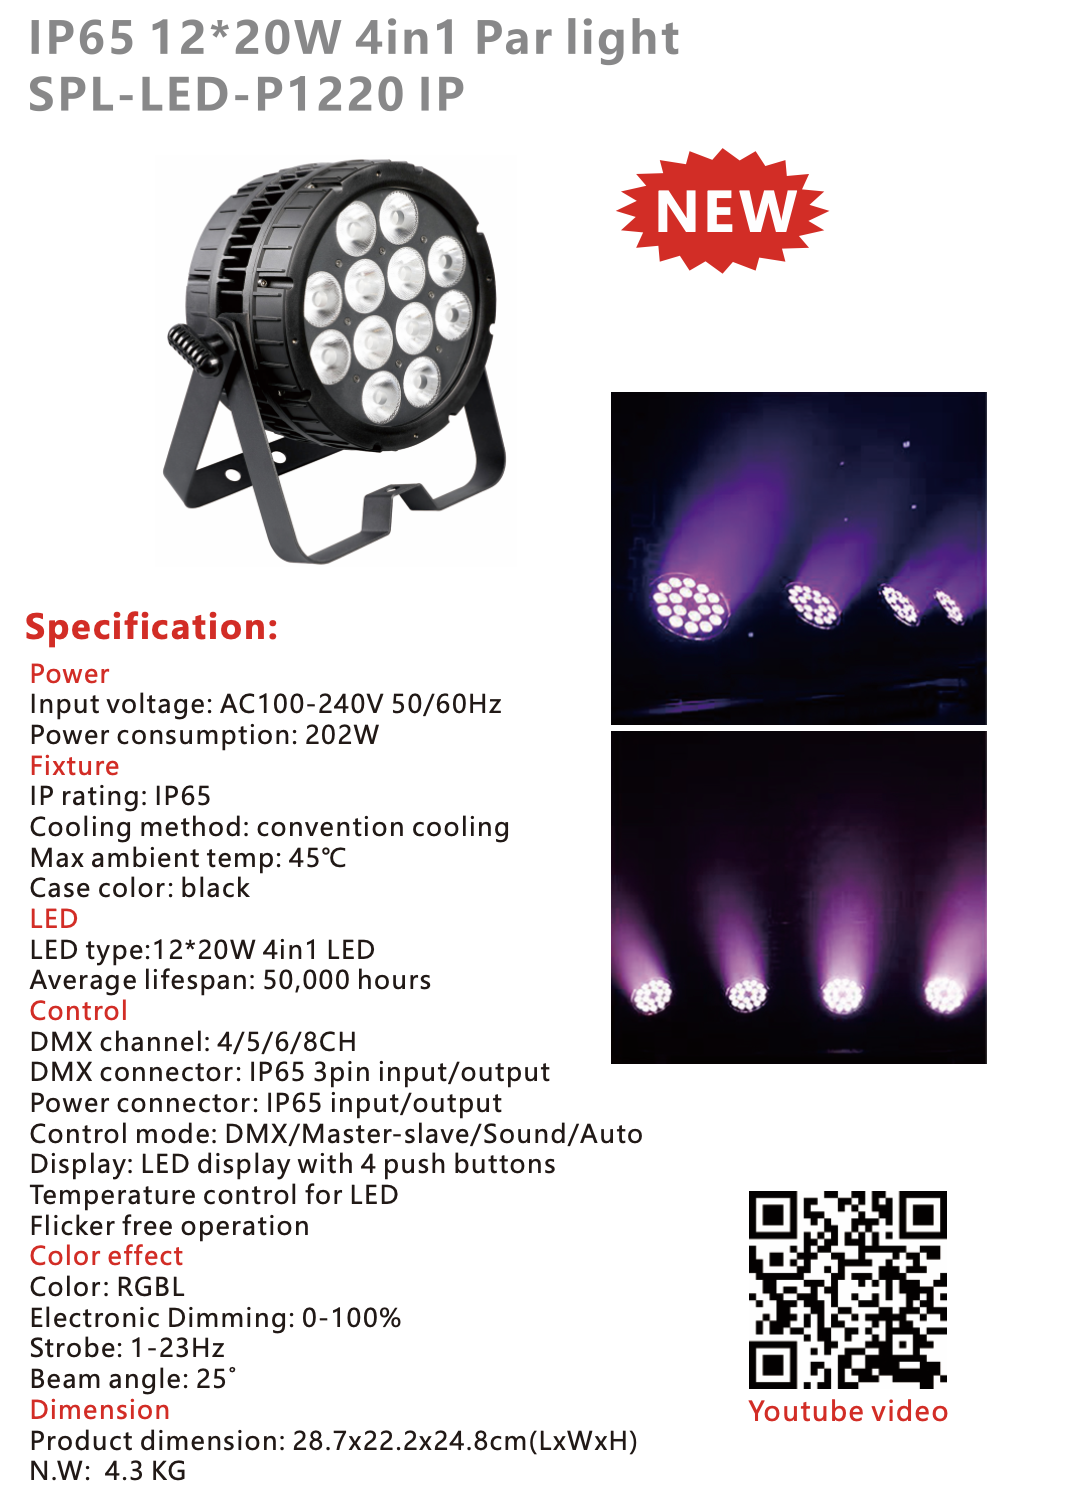 IP65 12*20W 4in1 Par light
SPL-LED-P1220 IP
NEW
Specification:
Power
Input voltage: AC100-240V 50/60Hz
Power consumption: 202W
Fixture
IP rating: IP65
Cooling method: convention cooling
Max ambient temp: 45℃
Case color: black
LED
LED type:12*20W 4in1 LED
Average lifespan: 50,000 hours
Control
DMX channel: 4/5/6/8CH
DMX connector: IP65 3pin input/output
Power connector: IP65 input/output
Control mode: DMX/Master-slave/Sound/Auto
Display: LED display with 4 push buttons
Temperature control for LED
Flicker free operation
Color effect
Color: RGBL
Electronic Dimming: 0-100%
Strobe: 1-23Hz
Beam angle: 25°
Dimension
Product dimension: 28.7x22.2x24.8cm(LxWxH)
N.W: 4.3 KG
Youtube video